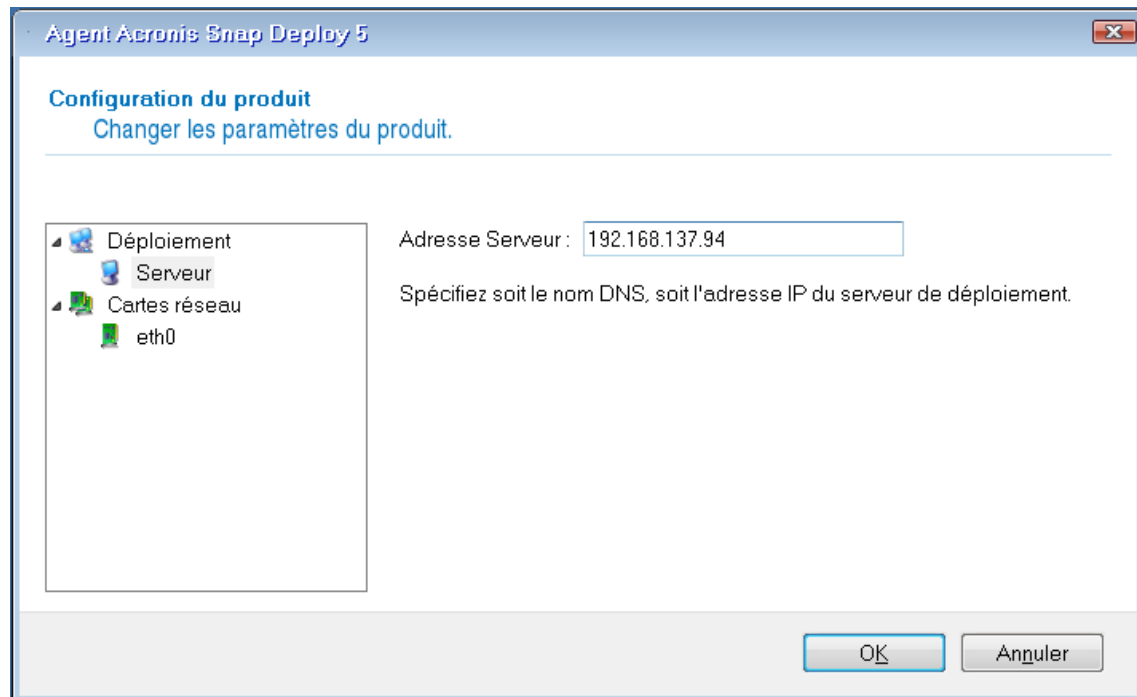 Agent Acronis Snap Deploy 5
Configuration du produit
Changer les paramètres du produit.
Déploiement
Serveur
Cartes réseau
eth0
Adresse Serveur : 192.168.137.94
Spécifiez soit le nom DNS, soit l'adresse IP du serveur de déploiement.
OK
Annuler